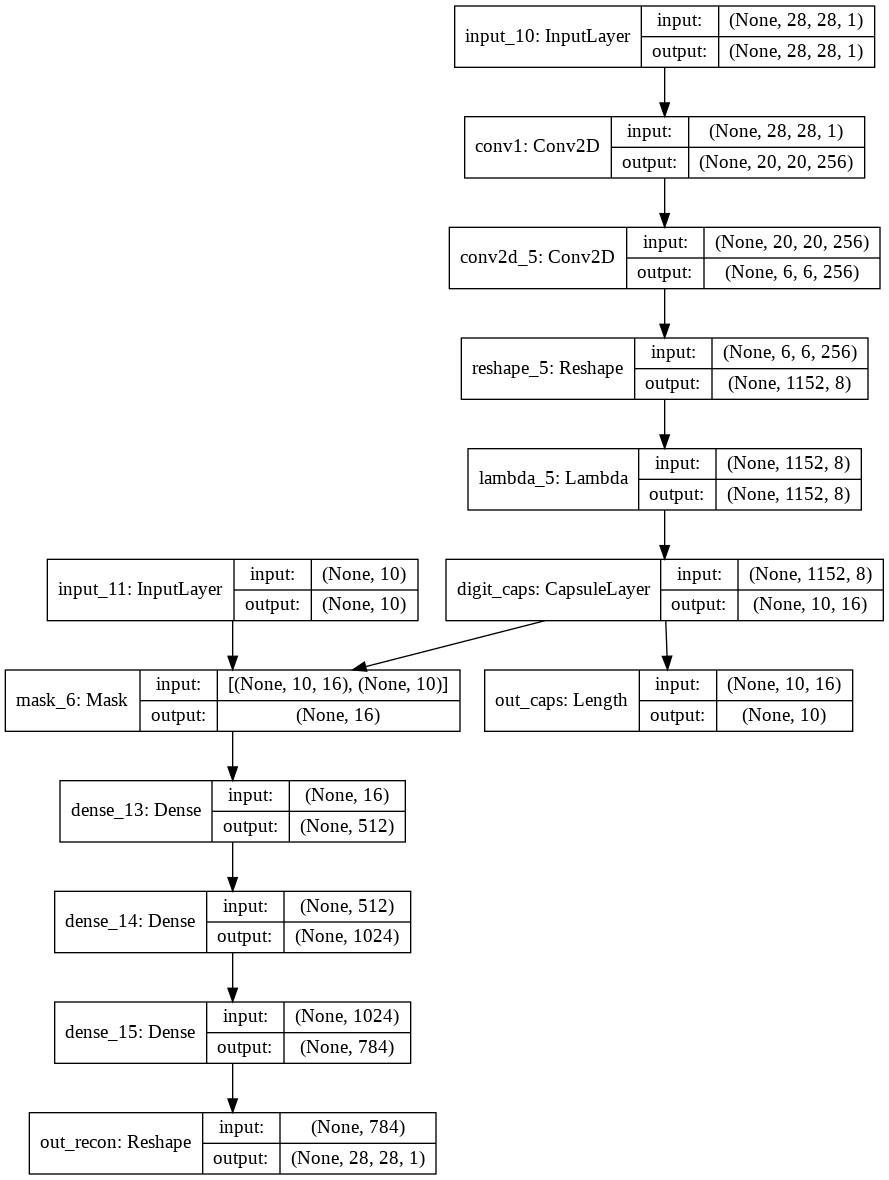 input_10: InputLayer
input: (None, 28, 28, 1)
output: (None, 28, 28, 1)
conv1: Conv2D
input: (None, 28, 28, 1)
output: (None, 20, 20, 256)
conv2d_5: Conv2D
input: (None, 20, 20, 256)
output: (None, 6, 6, 256)
reshape_5: Reshape
input: (None, 6, 6, 256)
output: (None, 1152, 8)
lambda_5: Lambda
input: (None, 1152, 8)
output: (None, 1152, 8)
input_11: InputLayer
input: (None, 10)
output: (None, 10)
digit_caps: CapsuleLayer
input: (None, 1152, 8)
output: (None, 10, 16)
mask_6: Mask
input: [(None, 10, 16), (None, 10)]
output: (None, 16)
out_caps: Length
input: (None, 10, 16)
output: (None, 10)
dense_13: Dense
input: (None, 16)
output: (None, 512)
dense_14: Dense
input: (None, 512)
output: (None, 1024)
dense_15: Dense
input: (None, 1024)
output: (None, 784)
out_recon: Reshape
input: (None, 784)
output: (None, 28, 28, 1)